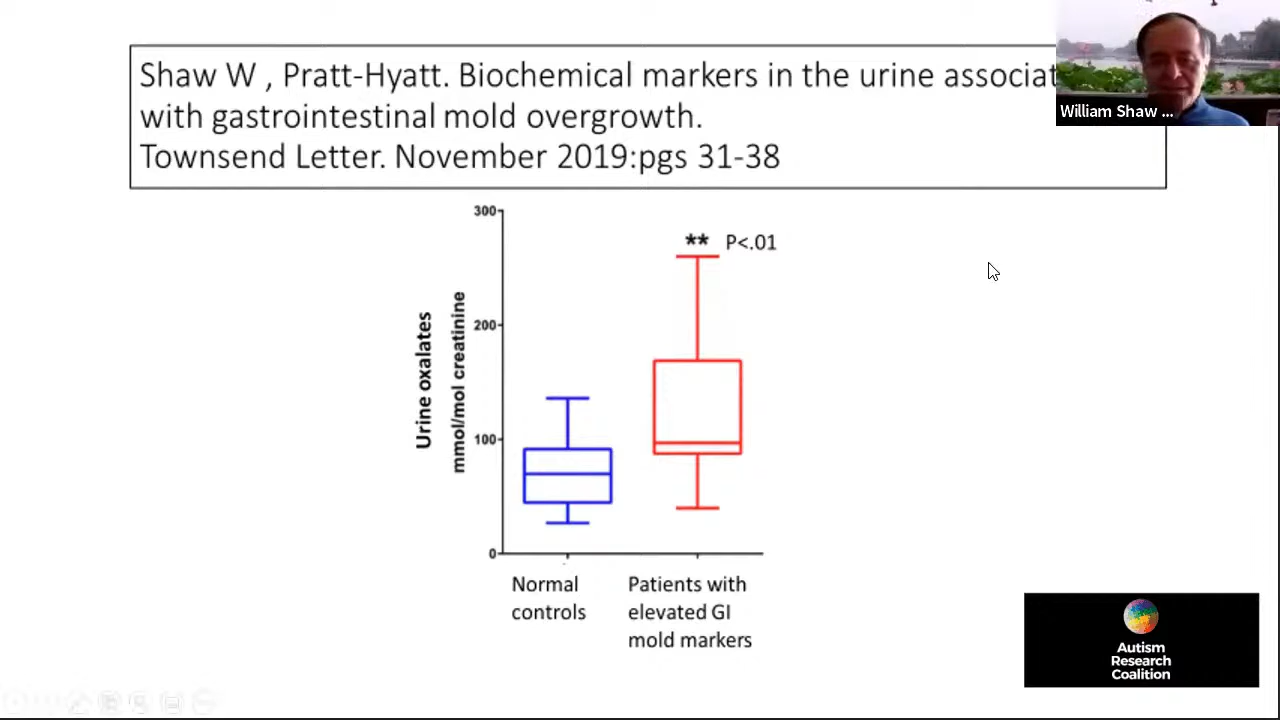 Shaw W , Pratt-Hyatt. Biochemical markers in the urine associat
with gastrointestinal mold overgrowth.
Townsend Letter. November 2019:pgs 31-38
William Shaw ...
300
** P<.01
200
100
0
Urine oxalates
mmol/mol creatinine
Normal
controls
Patients with
elevated GI
mold markers
Autism
Research
Coalition